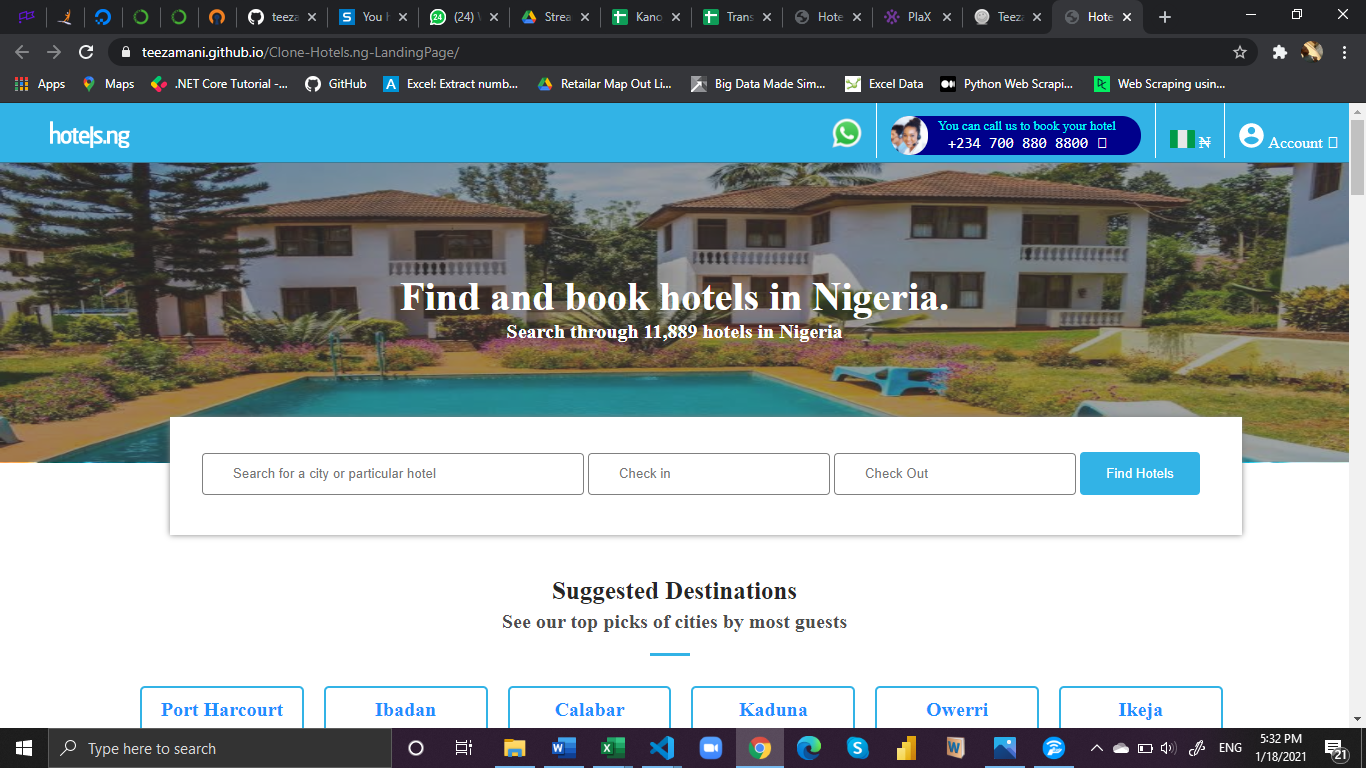 teeza
You h
(24) \
Strea
Kano
Trans
Hote
PlaX
Teeza
Hote
teezamani.github.io/Clone-Hotels.ng-LandingPage/
Apps
Maps
.NET Core Tutorial -...
GitHub
Excel: Extract numb...
Retailar Map Out Li...
Big Data Made Sim...
Excel Data
Python Web Scrapi...
Web Scraping usin...
hotels.ng
You can call us to book your hotel
+234 700 880 8800
₦
Account
Find and book hotels in Nigeria.
Search through 11,889 hotels in Nigeria
Search for a city or particular hotel
Check in
Check Out
Find Hotels
Suggested Destinations
See our top picks of cities by most guests
Port Harcourt
Ibadan
Calabar
Kaduna
Owerri
Ikeja
Type here to search
ENG
5:32 PM
1/18/2021
21